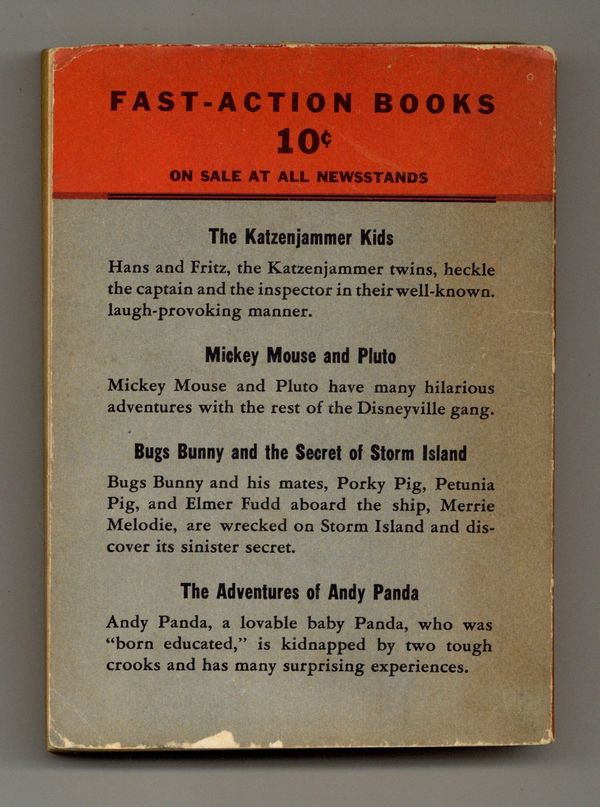 FAST-ACTION BOOKS
10¢
ON SALE AT ALL NEWSSTANDS
The Katzenjammer Kids
Hans and Fritz, the Katzenjammer twins, heckle
the captain and the inspector in their well-known.
laugh-provoking manner.
Mickey Mouse and Pluto
Mickey Mouse and Pluto have many hilarious
adventures with the rest of the Disneyville gang.
Bugs Bunny and the Secret of Storm Island
Bugs Bunny and his mates, Porky Pig, Petunia
Pig, and Elmer Fudd aboard the ship, Merrie
Melodie, are wrecked on Storm Island and dis-
cover its sinister secret.
The Adventures of Andy Panda
Andy Panda, a lovable baby Panda, who was
“born educated,” is kidnapped by two tough
crooks and has many surprising experiences.